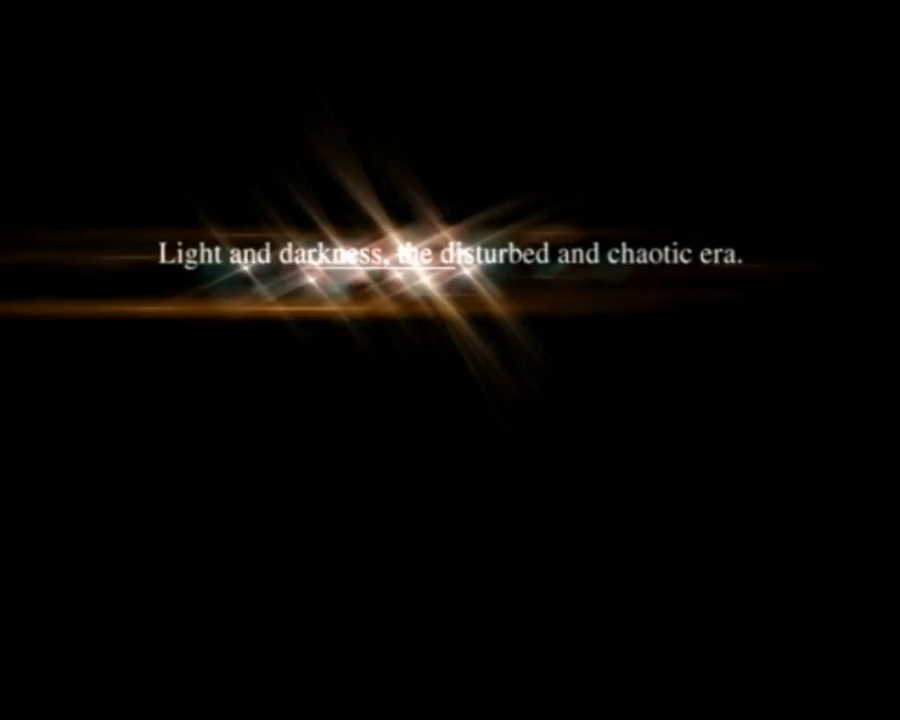 Light and darkness, the disturbed and chaotic era.